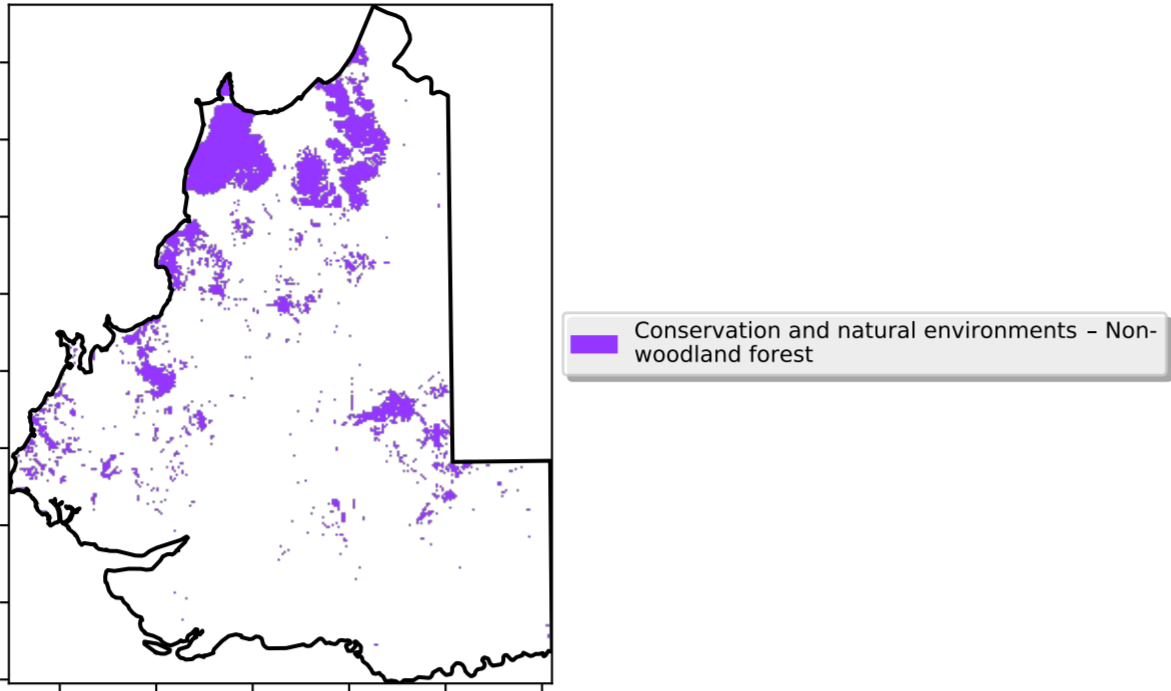 Conservation and natural environments – Non-
woodland forest